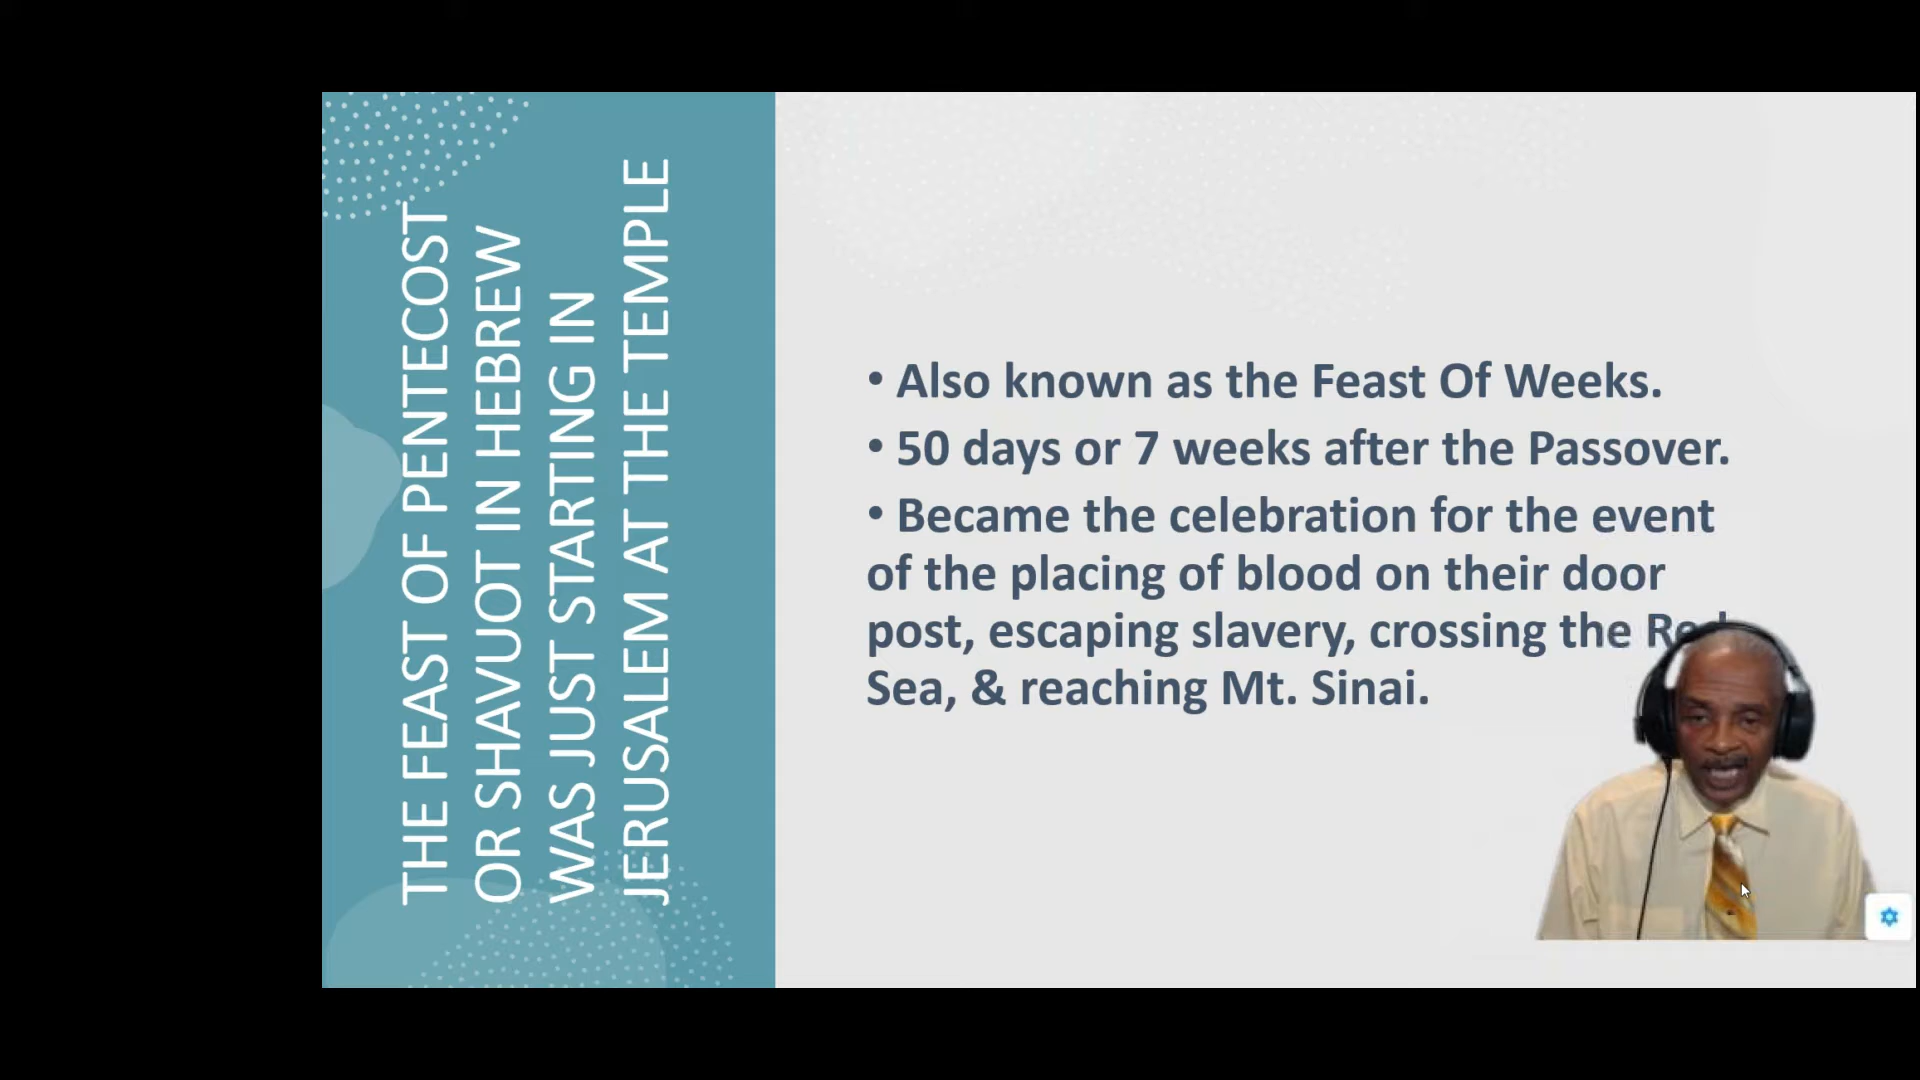 THE FEAST OF PENTECOST
OR SHAVUOT IN HEBREW
WAS JUST STARTING IN
JERUSALEM AT THE TEMPLE
• Also known as the Feast Of Weeks.
• 50 days or 7 weeks after the Passover.
• Became the celebration for the event
of the placing of blood on their door
post, escaping slavery, crossing the Red
Sea, & reaching Mt. Sinai.